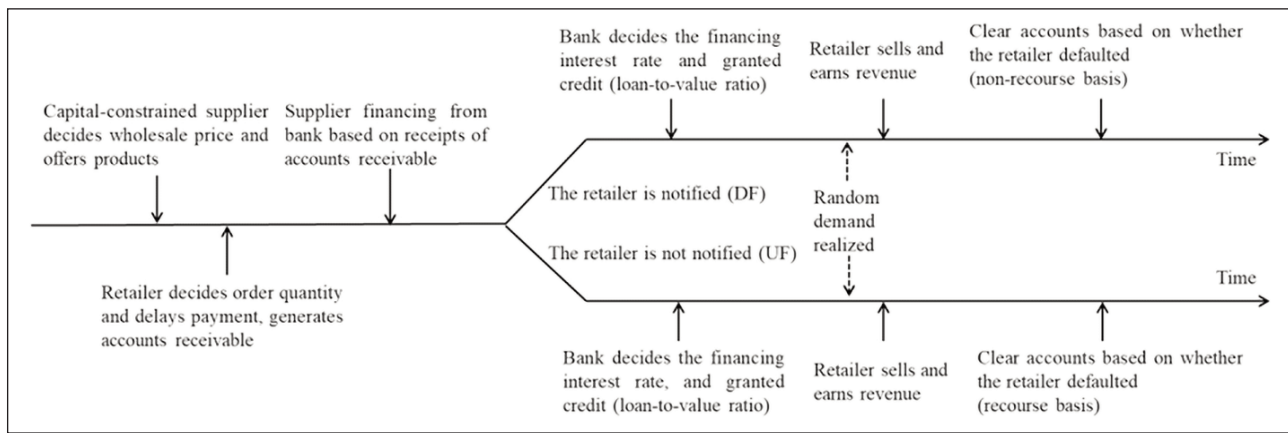 Bank decides the financing
interest rate and granted
credit (loan-to-value ratio)
Retailer sells and
earns revenue
Clear accounts based on whether
the retailer defaulted
(non-recourse basis)
Capital-constrained supplier
decides wholesale price and
offers products
Supplier financing from
bank based on receipts of
accounts receivable
Time
The retailer is notified (DF)
Random
demand
realized
The retailer is not notified (UF)
Time
Retailer decides order quantity
and delays payment, generates
accounts receivable
Bank decides the financing
interest rate, and granted
credit (loan-to-value ratio)
Retailer sells and
earns revenue
Clear accounts based on whether
the retailer defaulted
(recourse basis)